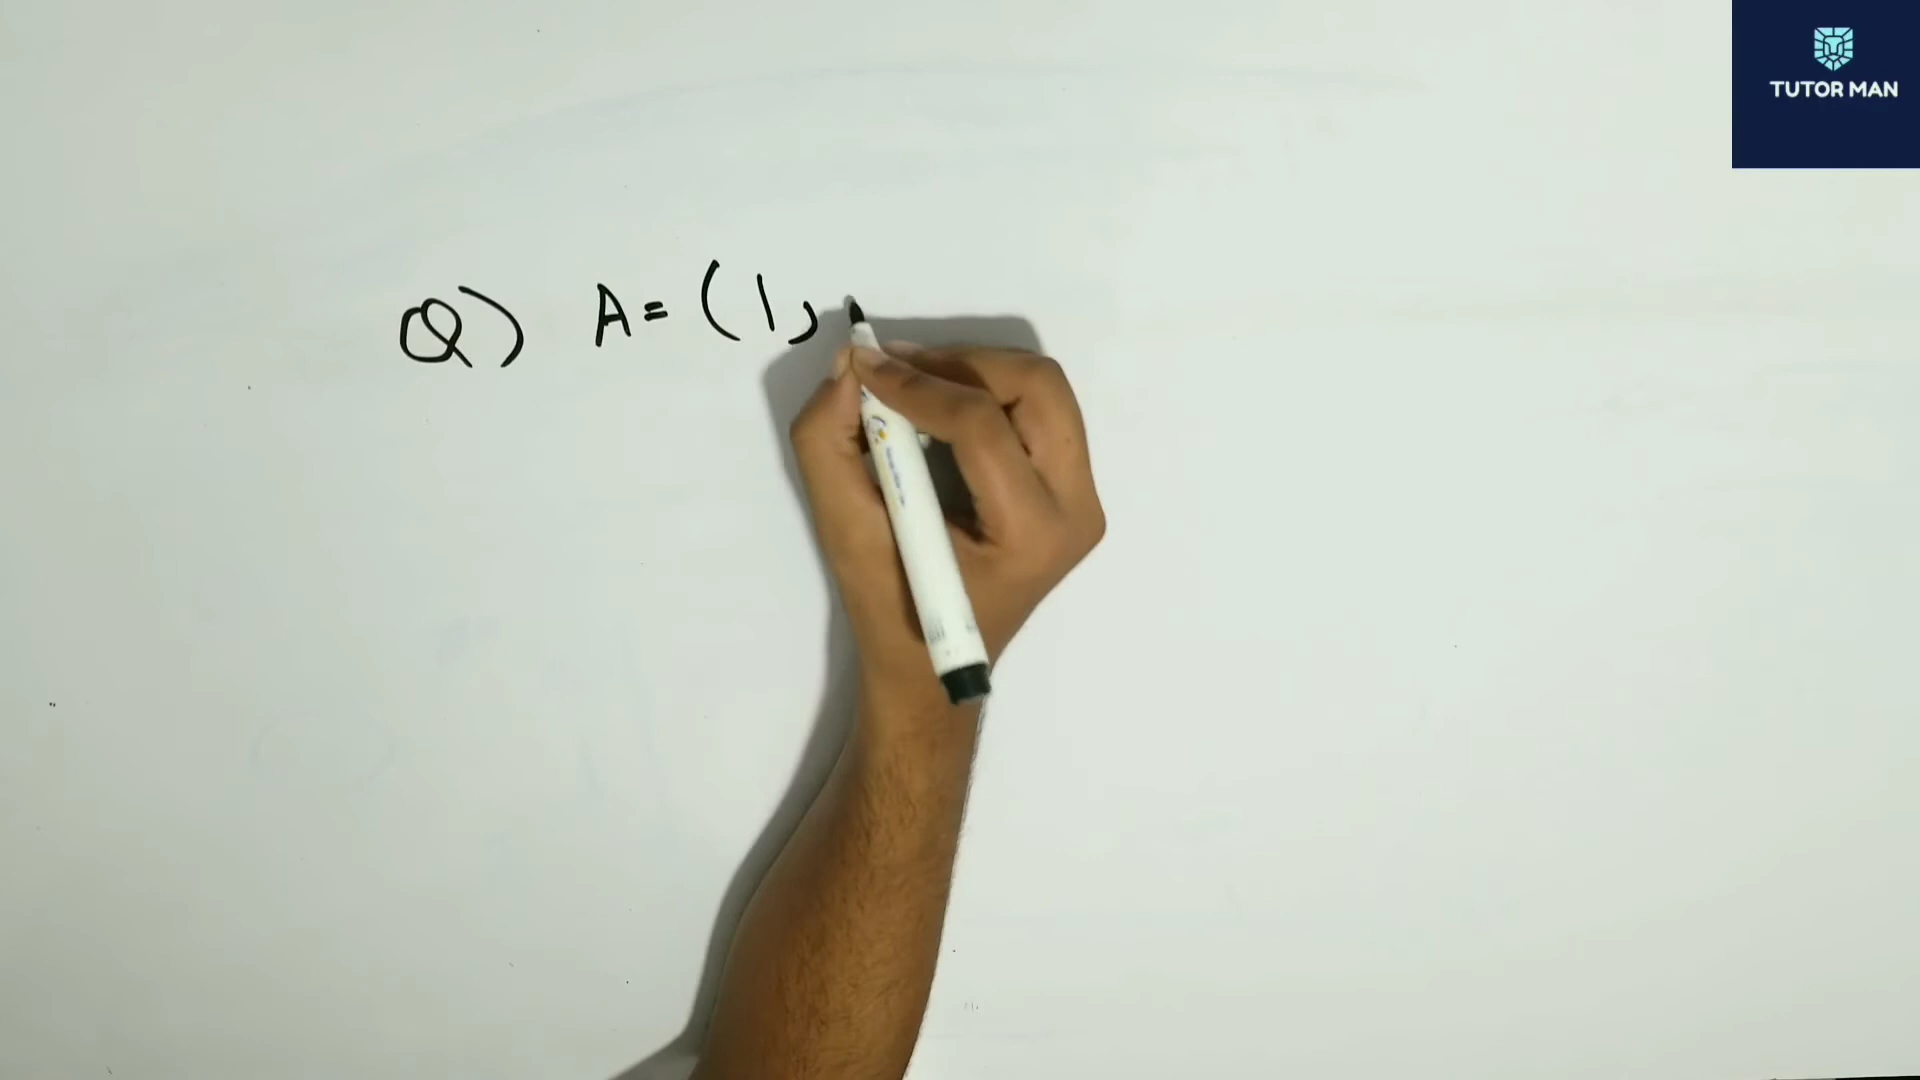 TUTOR MAN
Q) A = (1,